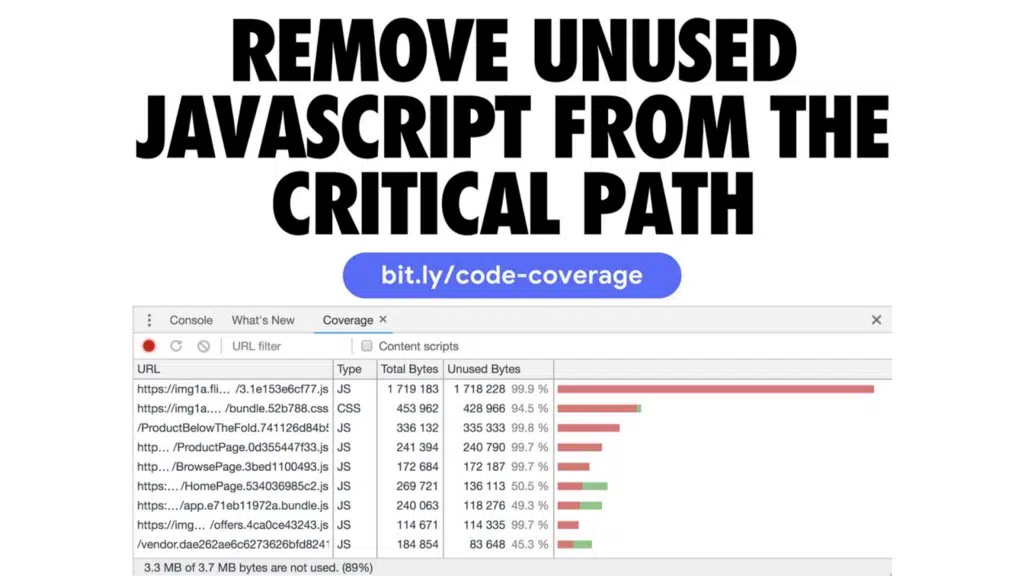 REMOVE UNUSED
JAVASCRIPT FROM THE
CRITICAL PATH
bit.ly/code-coverage
Console What's New Coverage ×
URL filter Content scripts
URL Type Total Bytes Unused Bytes
https://img1a.fli... /3.1e153e6cf77.js JS 1 719 183 1 718 228 99.9 %
https://img1a.... /bundle.52b788.css CSS 453 962 428 966 94.5 %
/ProductBelowTheFold.741126d84b JS 336 132 335 333 99.8 %
http... /ProductPage.0d355447f33.js JS 241 394 240 790 99.7 %
http... /BrowsePage.3bed1100493.js JS 172 684 172 187 99.7 %
https:... /HomePage.534036985c2.js JS 269 721 136 113 50.5 %
https:... /app.e71eb11972a.bundle.js JS 240 063 118 276 49.3 %
https://img... /offers.4ca0ce43243.js JS 114 671 114 335 99.7 %
/vendor.dae262ae6c6273626bfd824 JS 184 854 83 648 45.3 %
3.3 MB of 3.7 MB bytes are not used. (89%)